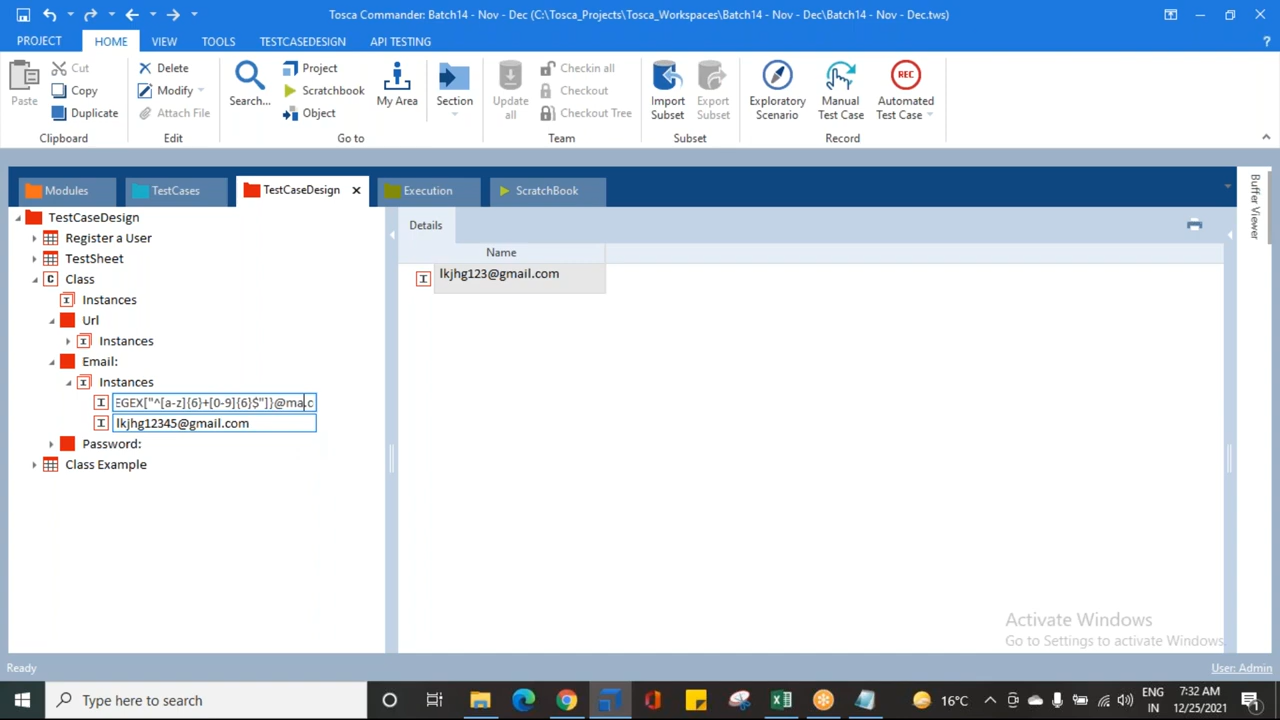 Tosca Commander: Batch14 - Nov - Dec (C:\Tosca_Projects\Tosca_Workspaces\Batch14 - Nov - Dec\Batch14 - Nov - Dec.tws)
PROJECT HOME VIEW TOOLS TESTCASEDESIGN API TESTING ?
Paste Cut Copy Duplicate Clipboard
Delete Modify Attach File Edit
Search... Project Scratchbook Object My Area Section Go to
Update all Checkin all Checkout Checkout Tree Team
Import Subset Export Subset Subset
Exploratory Scenario Manual Test Case REC Automated Test Case Record
Modules TestCases TestCaseDesign Execution ScratchBook
Buffer Viewer
TestCaseDesign
Register a User
TestSheet
C Class
I Instances
Url
I Instances
Email:
I Instances
I EGEX["^[a-z]{6}+[0-9]{6}$"]}@ma.c
I lkjhg12345@gmail.com
Password:
Class Example
Details
Name
I lkjhg123@gmail.com
Activate Windows
Go to Settings to activate Windows
Ready User: Admin
Type here to search 16°C ENG IN 7:32 AM 12/25/2021 1